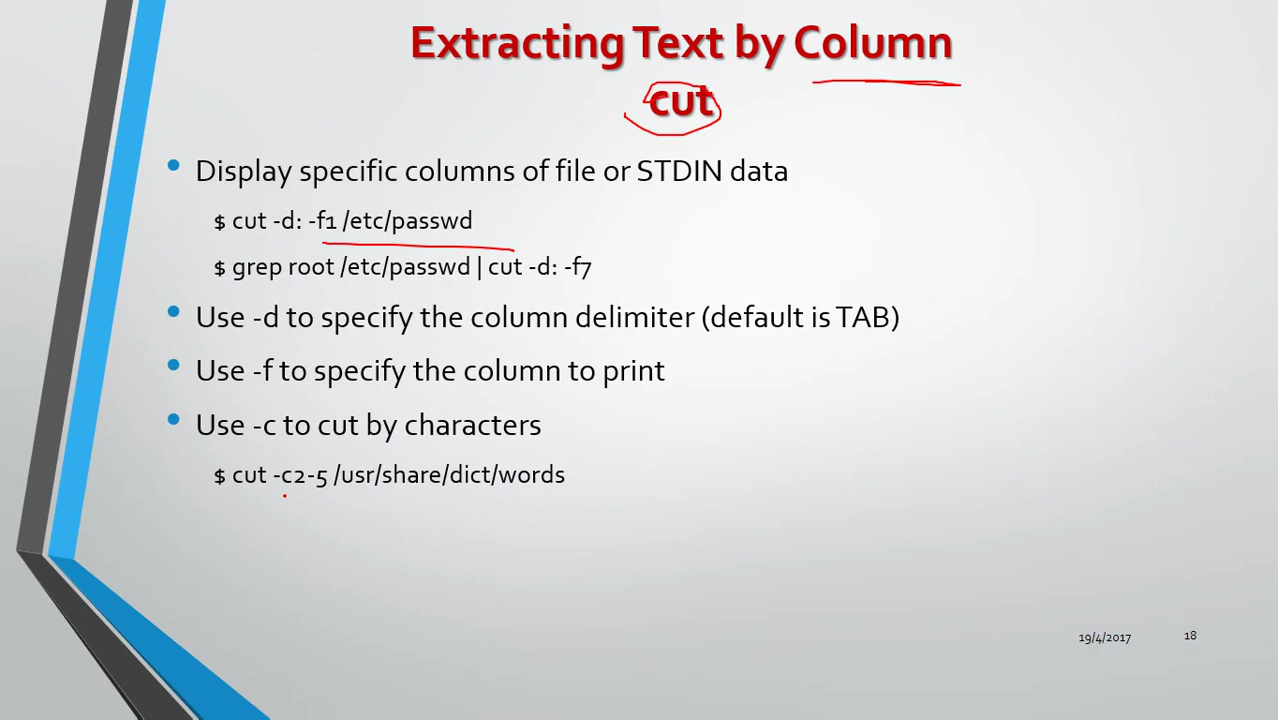 Extracting Text by Column
cut
• Display specific columns of file or STDIN data
$ cut -d: -f1 /etc/passwd
$ grep root /etc/passwd | cut -d: -f7
• Use -d to specify the column delimiter (default is TAB)
• Use -f to specify the column to print
• Use -c to cut by characters
$ cut -c2-5 /usr/share/dict/words
19/4/2017 18